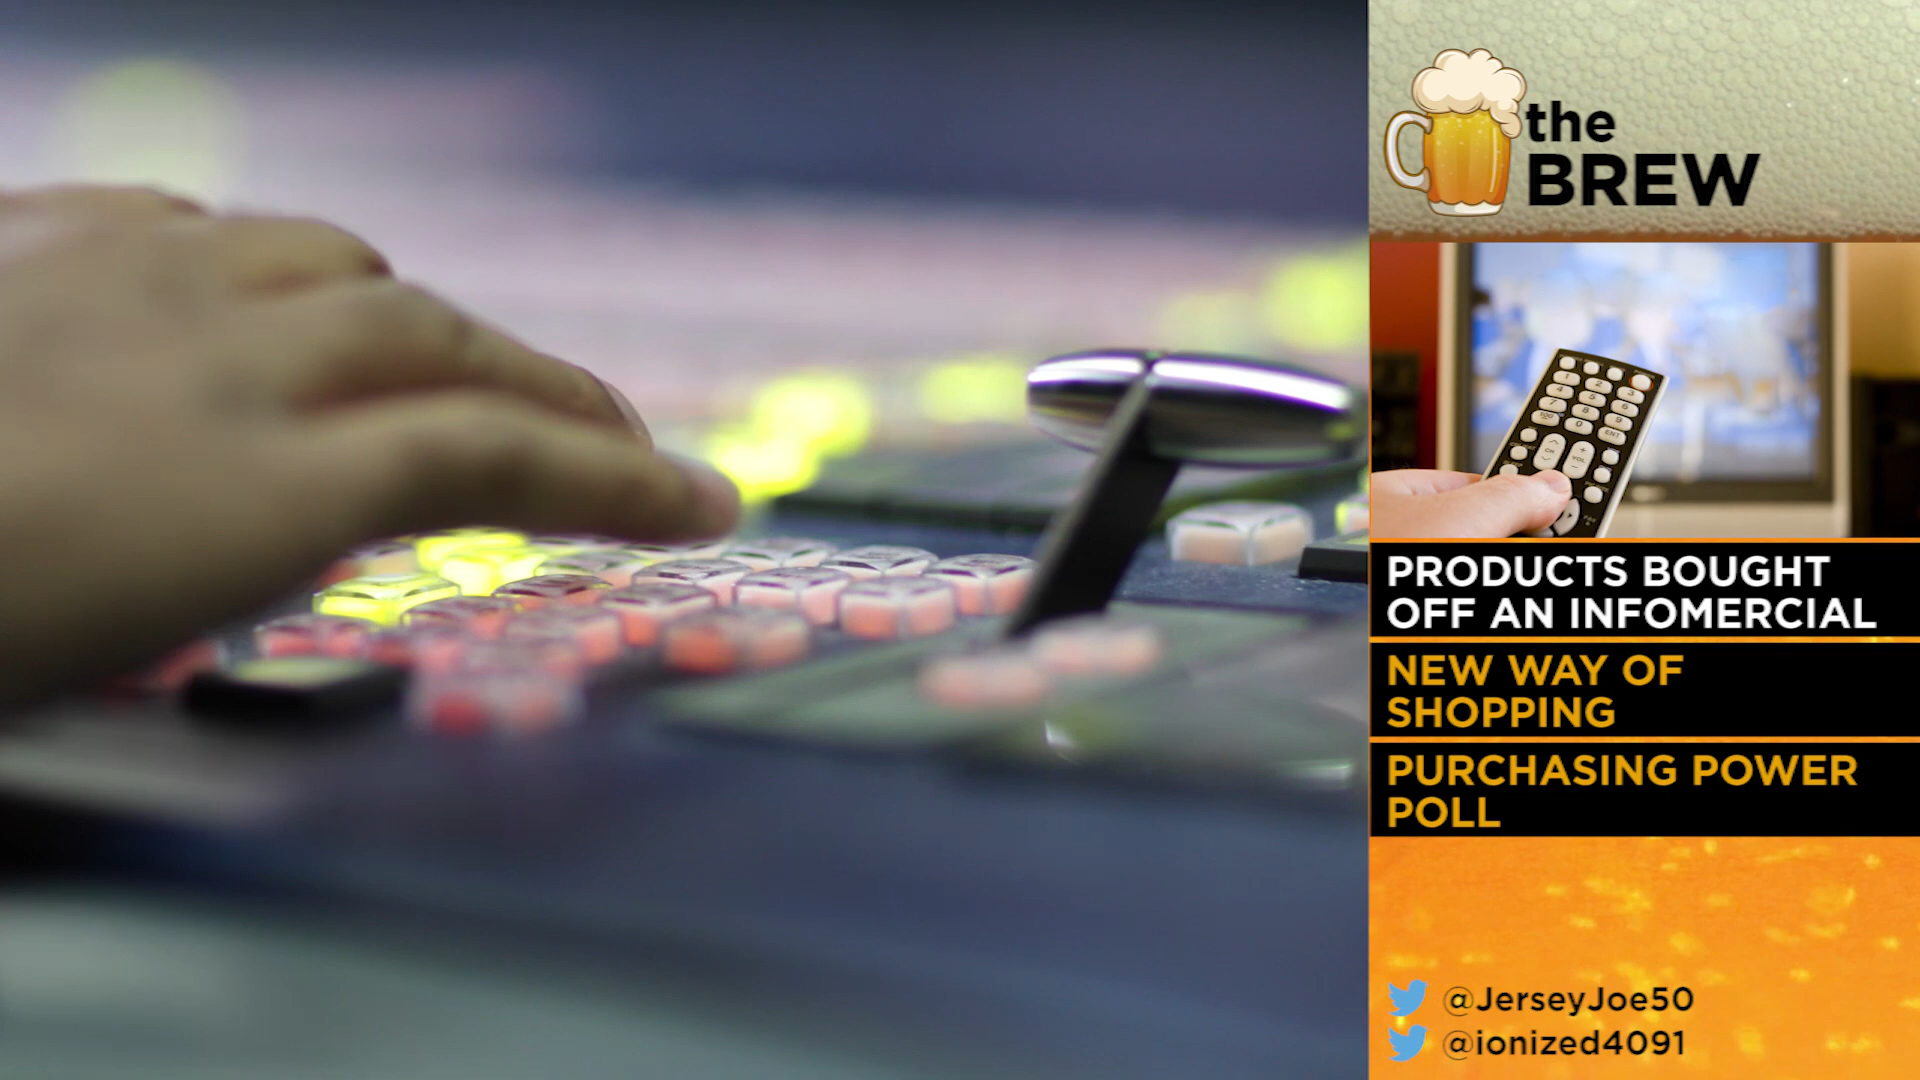 the
BREW
PRODUCTS BOUGHT
OFF AN INFOMERCIAL
NEW WAY OF
SHOPPING
PURCHASING POWER
POLL
@JerseyJoe50
@ionized4091